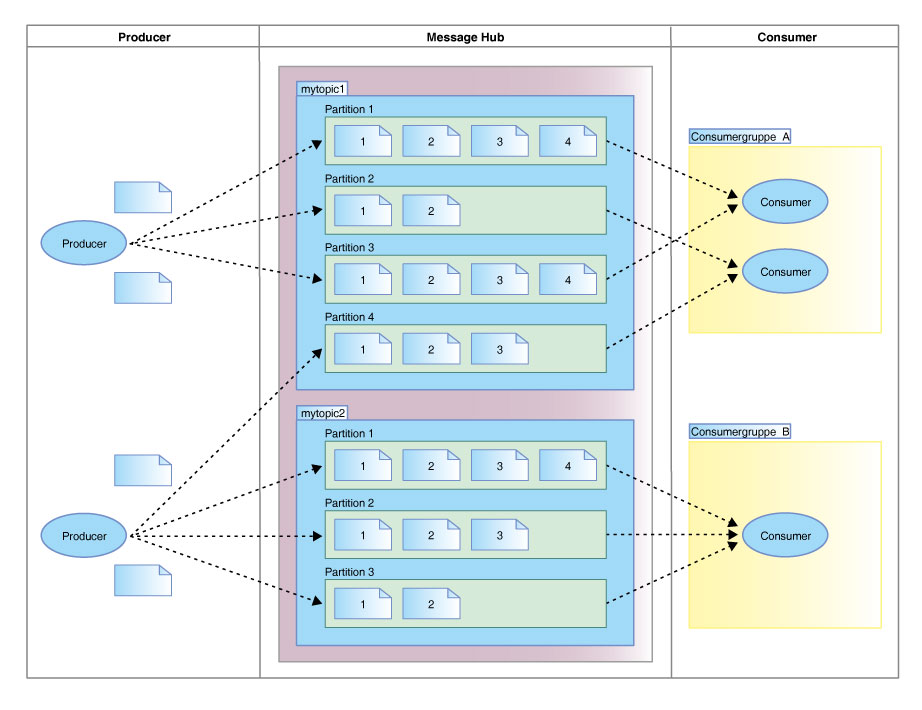 Producer
Message Hub
Consumer
mytopic1
Partition 1
1 2 3 4
Partition 2
1 2
Partition 3
1 2 3 4
Partition 4
1 2 3
Producer
Consumergruppe A
Consumer
Consumer
mytopic2
Partition 1
1 2 3 4
Partition 2
1 2 3
Partition 3
1 2
Producer
Consumergruppe B
Consumer